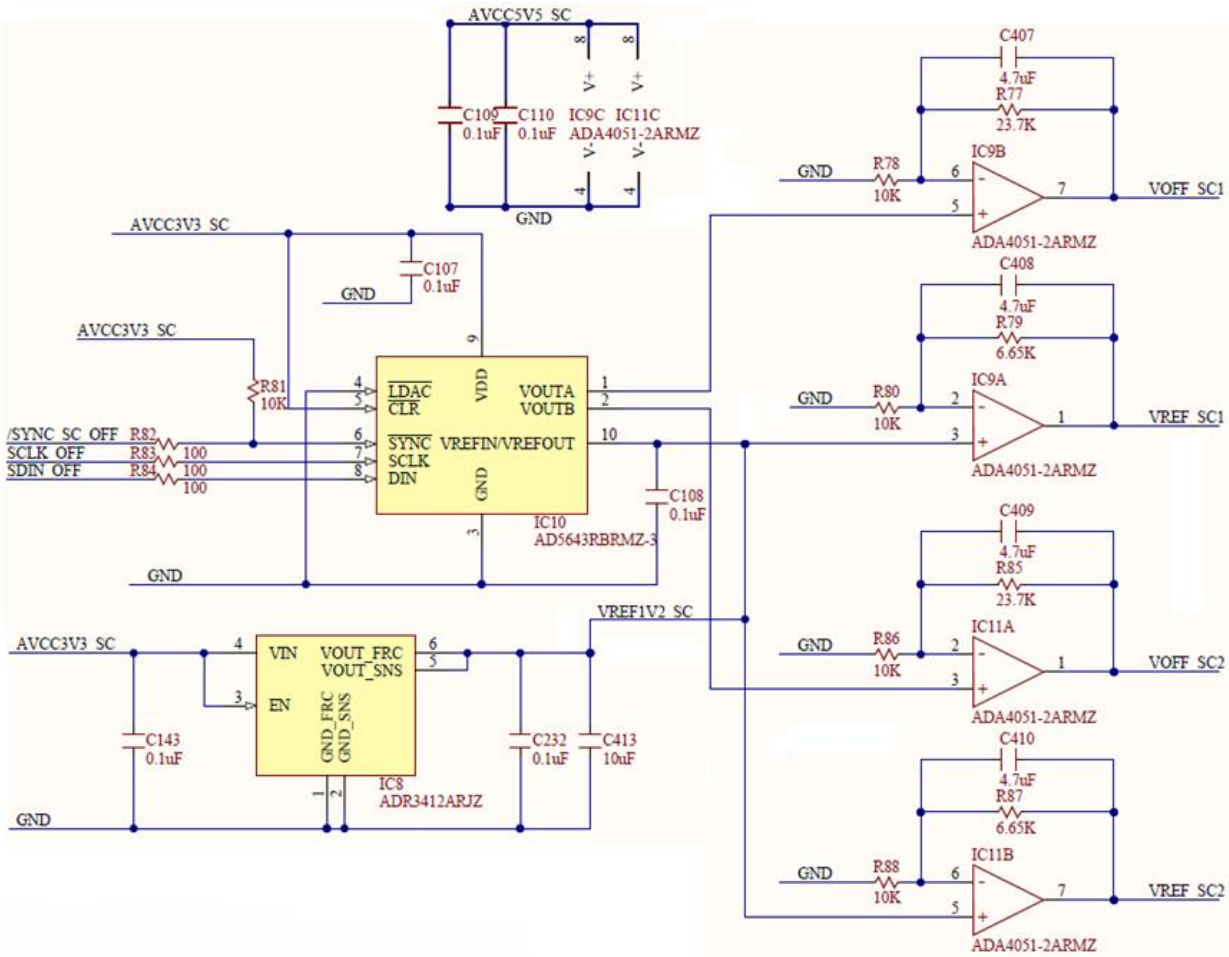 AVCC5V5_SC
8
8
V+
V+
C109
0.1uF
C110
0.1uF
IC9C
IC11C
ADA4051-2ARMZ
V-
V-
4
4
GND
AVCC3V3_SC
C107
0.1uF
GND
AVCC3V3_SC
R81
10K
9
VDD
4
LDAC
5
CLR
/SYNC_SC_OFF
R82
100
6
SYNC
SCLK_OFF
R83
100
7
SCLK
SDIN_OFF
R84
100
8
DIN
VOUTA
1
VOUTB
2
VREFIN/VREFOUT
10
GND
3
IC10
AD5643RBRMZ-3
C108
0.1uF
GND
AVCC3V3_SC
4
VIN
3
EN
VOUT_FRC
6
VOUT_SNS
5
GND_FRC
GND_SNS
1
2
IC8
ADR3412ARJZ
C143
0.1uF
GND
VREF1V2_SC
C232
0.1uF
C413
10uF
C407
4.7uF
R77
23.7K
IC9B
GND
R78
10K
6
-
5
+
7
VOFF_SC1
ADA4051-2ARMZ
C408
4.7uF
R79
6.65K
IC9A
GND
R80
10K
2
-
3
+
1
VREF_SC1
ADA4051-2ARMZ
C409
4.7uF
R85
23.7K
IC11A
GND
R86
10K
2
-
3
+
1
VOFF_SC2
ADA4051-2ARMZ
C410
4.7uF
R87
6.65K
IC11B
GND
R88
10K
6
-
5
+
7
VREF_SC2
ADA4051-2ARMZ